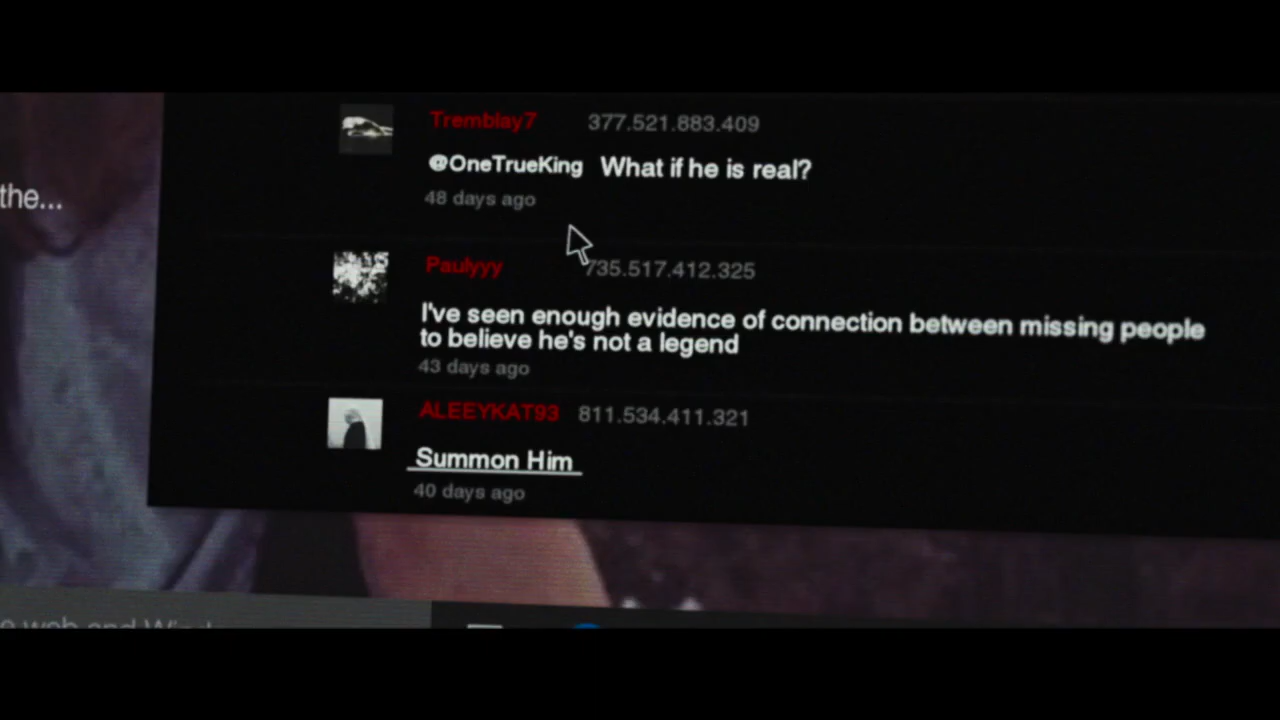 the...
Tremblay7 377.521.883.409
@OneTrueKing What if he is real?
48 days ago
Paulyyy 735.517.412.325
I've seen enough evidence of connection between missing people
to believe he's not a legend
43 days ago
ALEEYKAT93 811.534.411.321
Summon Him
40 days ago
web and